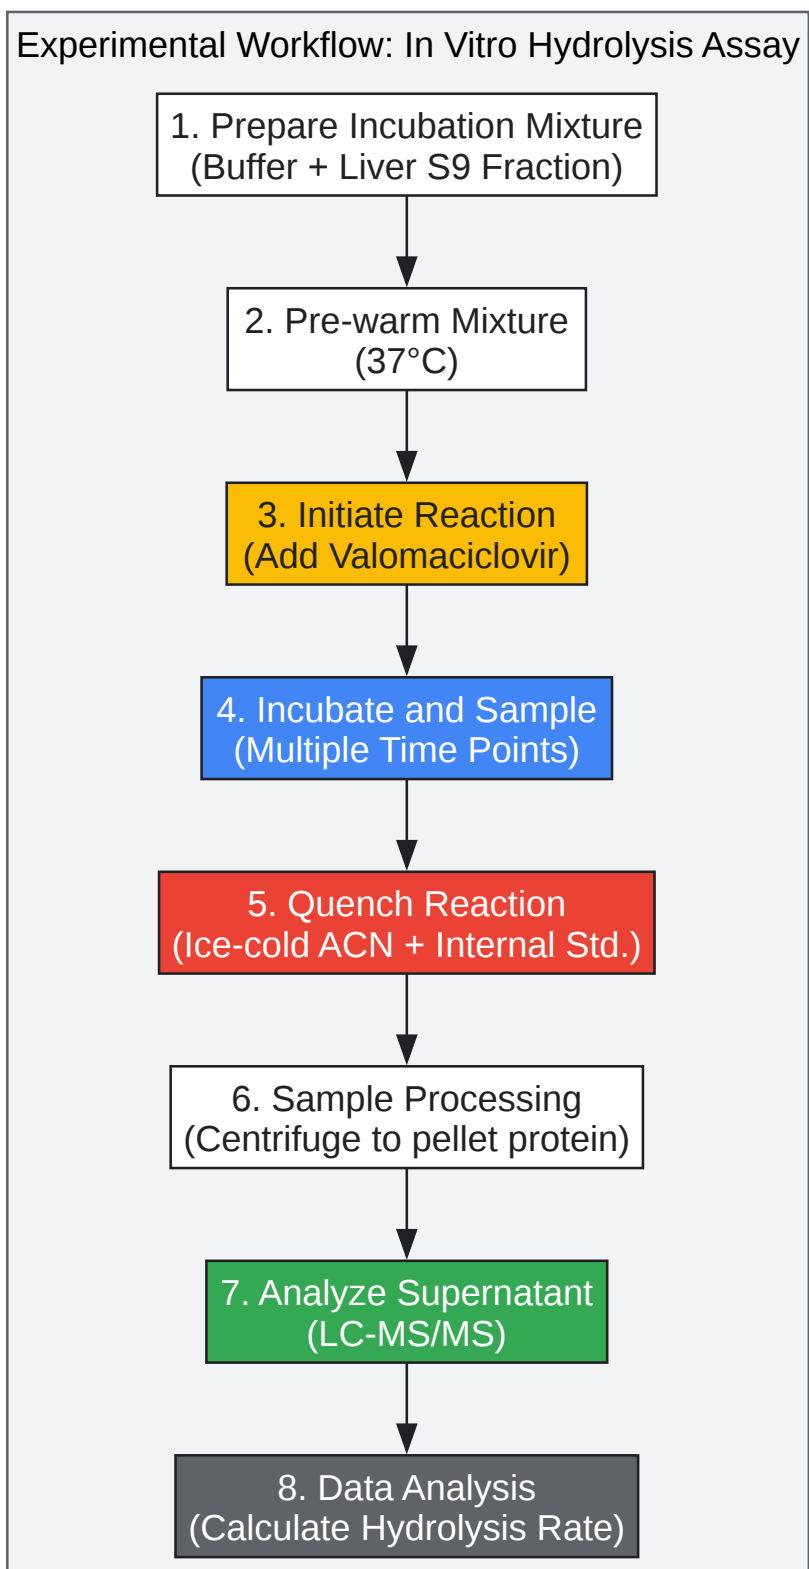 Experimental Workflow: In Vitro Hydrolysis Assay
1. Prepare Incubation Mixture
(Buffer + Liver S9 Fraction)
2. Pre-warm Mixture
(37°C)
3. Initiate Reaction
(Add Valomaciclovir)
4. Incubate and Sample
(Multiple Time Points)
5. Quench Reaction
(Ice-cold ACN + Internal Std.)
6. Sample Processing
(Centrifuge to pellet protein)
7. Analyze Supernatant
(LC-MS/MS)
8. Data Analysis
(Calculate Hydrolysis Rate)